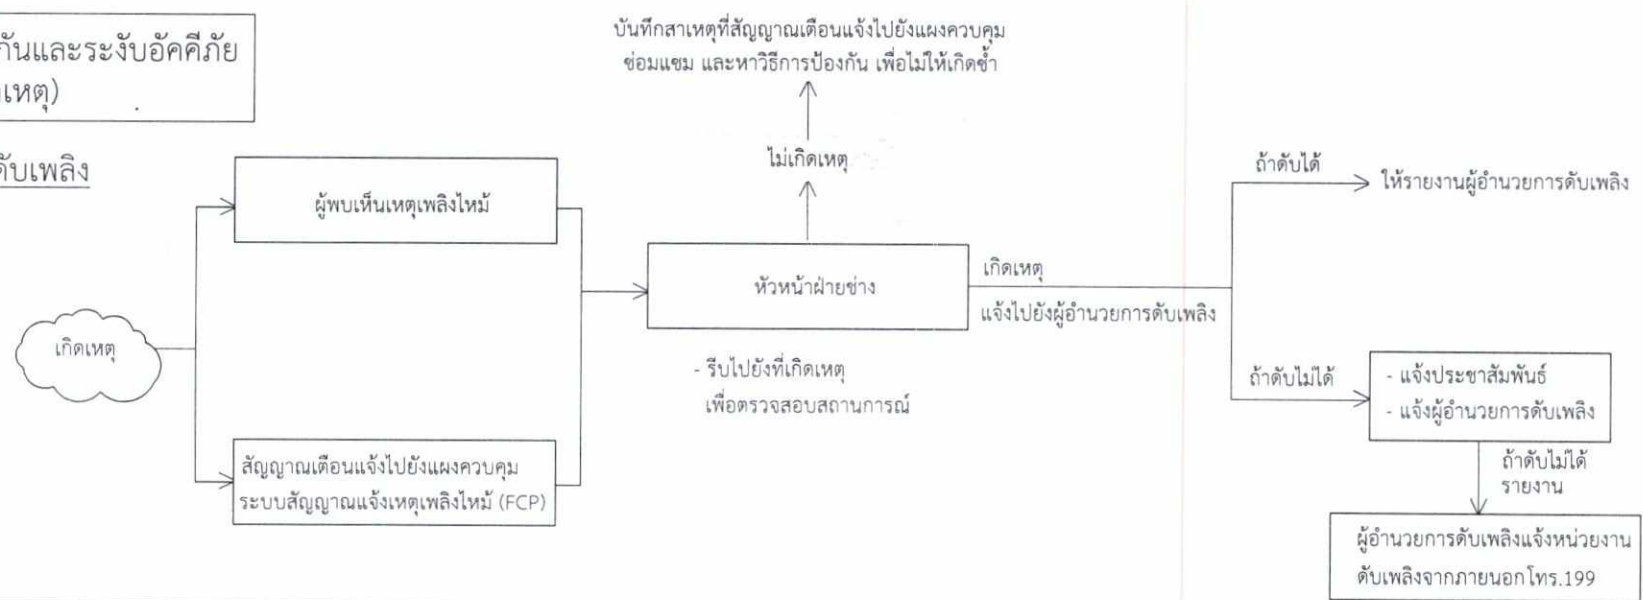 กันและระงับอัคคีภัย
เหตุ)
ดับเพลิง
บันทึกสาเหตุที่สัญญาณเตือนแจ้งไปยังแผงควบคุม
ซ่อมแซม และหาวิธีการป้องกัน เพื่อไม่ให้เกิดซ้ำ
ไม่เกิดเหตุ
ผู้พบเห็นเหตุเพลิงไหม้
เกิดเหตุ
สัญญาณเตือนแจ้งไปยังแผงควบคุม
ระบบสัญญาณแจ้งเหตุเพลิงไหม้ (FCP)
หัวหน้าฝ่ายช่าง
- รีบไปยังที่เกิดเหตุ
เพื่อตรวจสอบสถานการณ์
เกิดเหตุ
แจ้งไปยังผู้อำนวยการดับเพลิง
ถ้าดับได้
ให้รายงานผู้อำนวยการดับเพลิง
ถ้าดับไม่ได้
- แจ้งประชาสัมพันธ์
- แจ้งผู้อำนวยการดับเพลิง
ถ้าดับไม่ได้
รายงาน
ผู้อำนวยการดับเพลิงแจ้งหน่วยงาน
ดับเพลิงจากภายนอกโทร.199